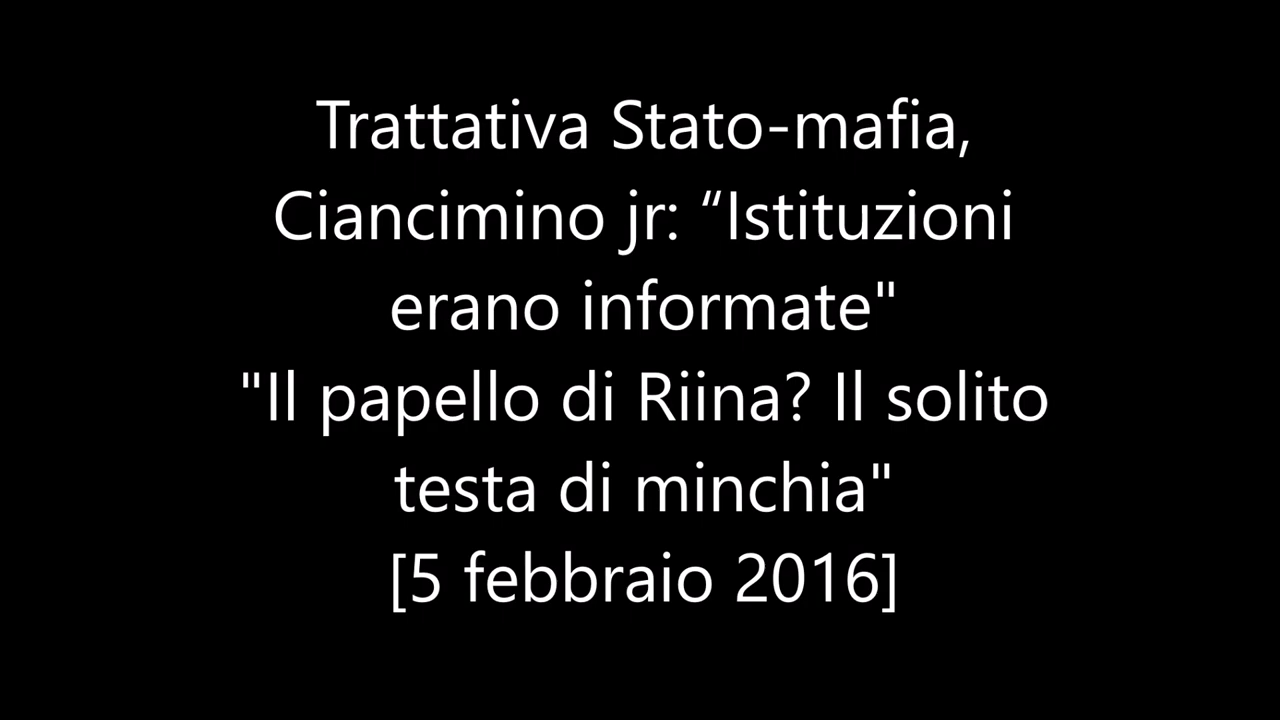 Trattativa Stato-mafia,
Ciancimino jr: “Istituzioni
erano informate"
"Il papello di Riina? Il solito
testa di minchia"
[5 febbraio 2016]